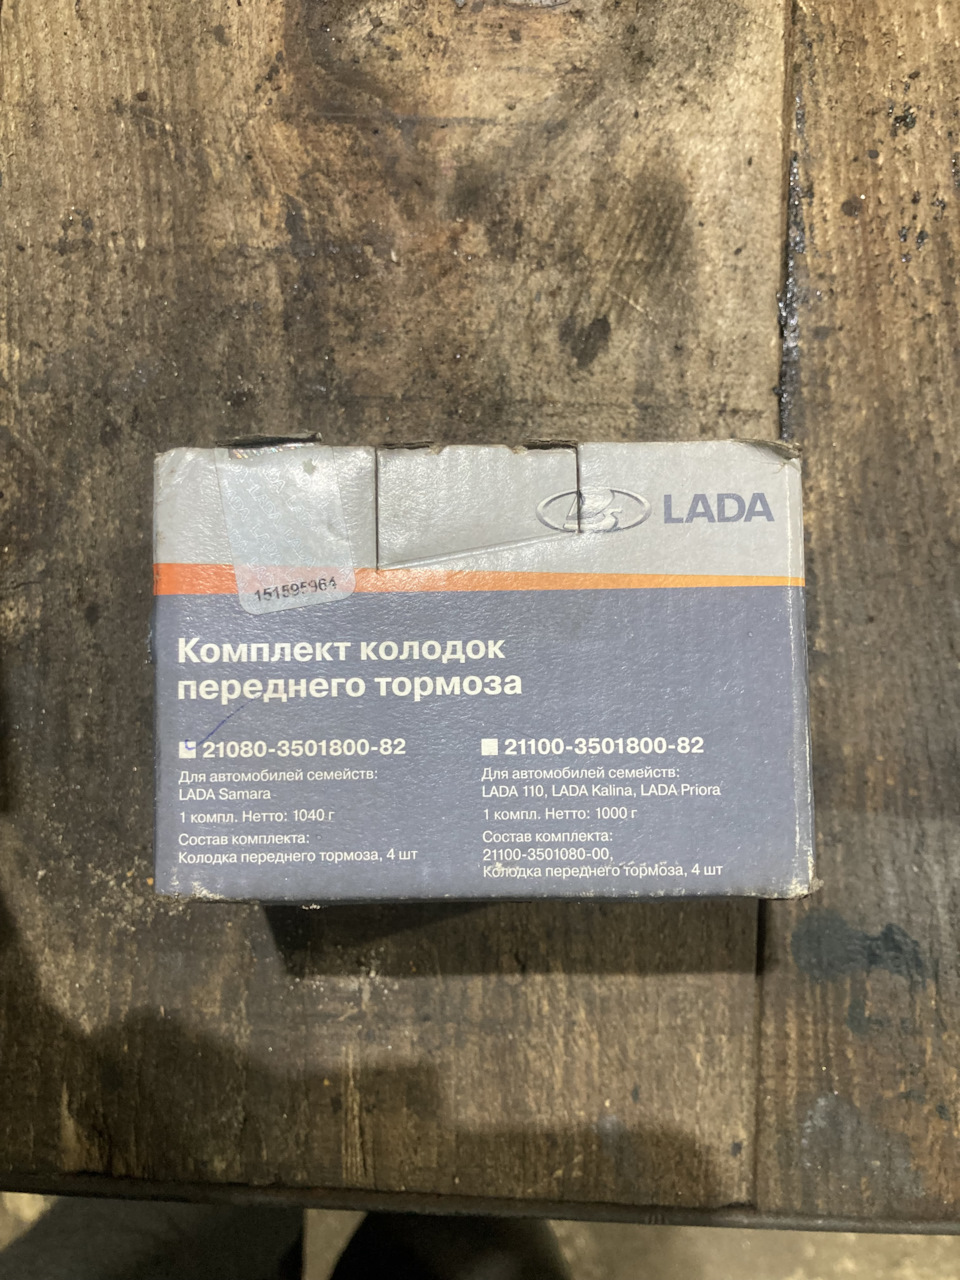 LADA
151595964
Комплект колодок
переднего тормоза
21080-3501800-82
Для автомобилей семейств:
LADA Samara
1 компл. Нетто: 1040 г
Состав комплекта:
Колодка переднего тормоза, 4 шт
21100-3501800-82
Для автомобилей семейств:
LADA 110, LADA Kalina, LADA Priora
1 компл. Нетто: 1000 г
Состав комплекта:
21100-3501080-00,
Колодка переднего тормоза, 4 шт